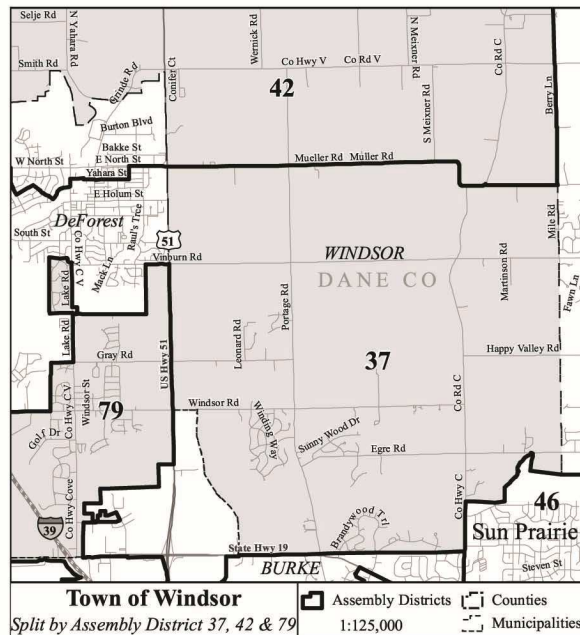 Selje Rd
N Yahara Rd
Smith Rd
Grinde Rd
Conifer Ct
Wernick Rd
Co Hwy V
Co Rd V
N Meixner Rd
S Meixner Rd
Co Rd C
Berry Ln
42
Burton Blvd
Bakke St
W North St
E North St
Yahara St
Mueller Rd
Muller Rd
E Holum St
DeForest
South St
Co Hwy C V
Mack Ln
Raul's Tree
51
Vinburn Rd
WINDSOR
DANE CO
Mile Rd
Martinson Rd
Fawn Ln
Lake Rd
Lake Rd
Gray Rd
US Hwy 51
Leonard Rd
Portage Rd
37
Happy Valley Rd
79
Windsor St
Co Hwy C V
Windsor Rd
Co Rd C
Golf Dr
Winding Way
Sunny Wood Dr
Egre Rd
Co Hwy Cove
39
Co Hwy C
46
Sun Prairie
Brandywood Trl
State Hwy 19
BURKE
Steven St
Town of Windsor
Split by Assembly District 37, 42 & 79
Assembly Districts
Counties
1:125,000
Municipalities